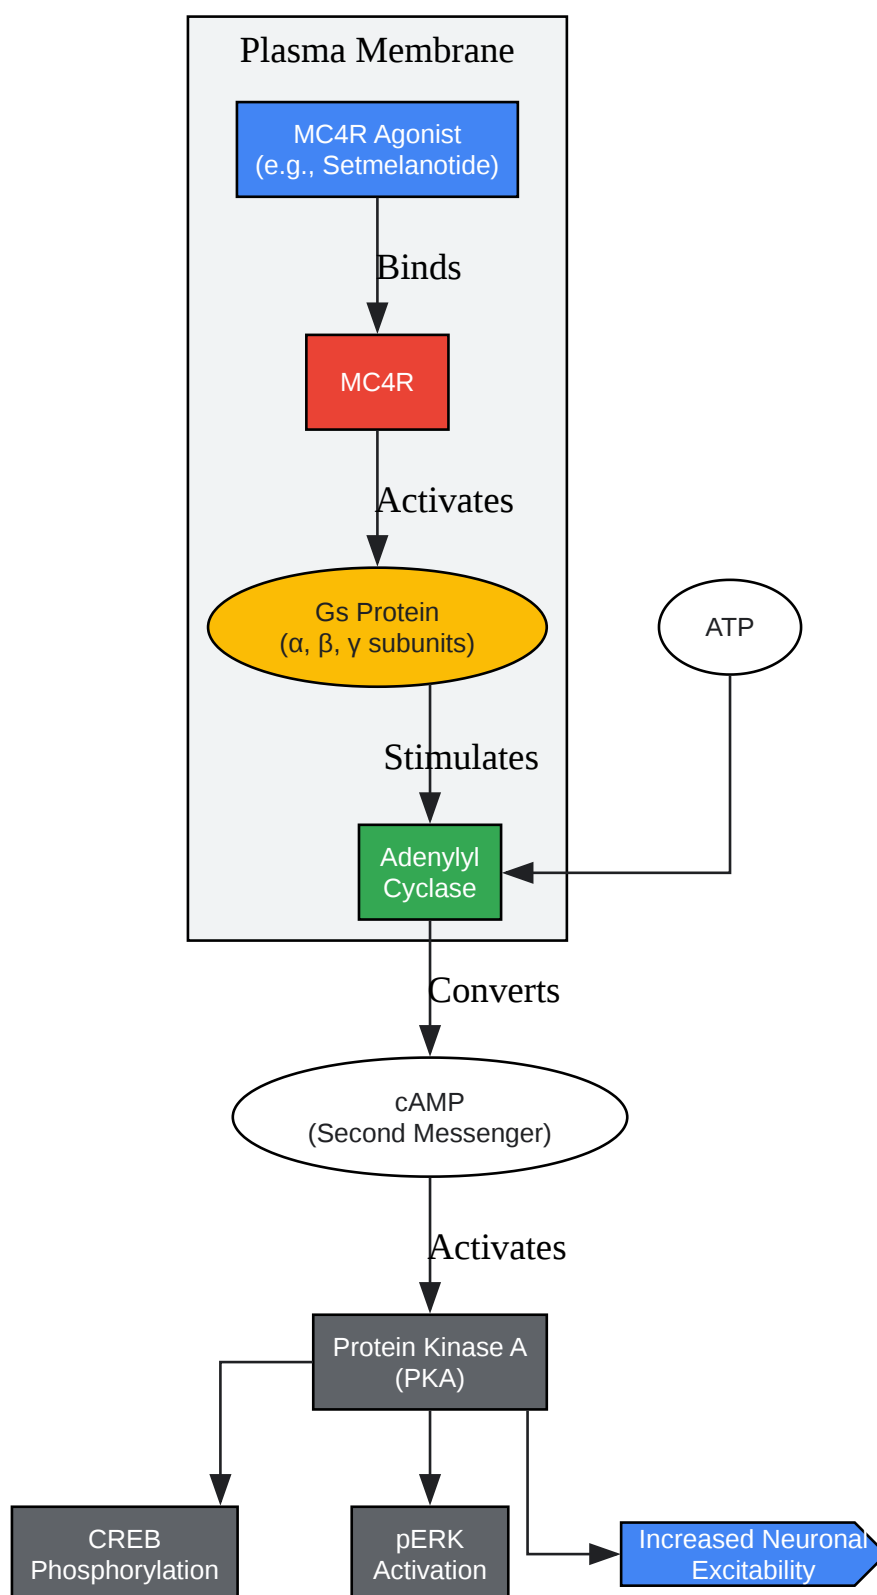 Plasma Membrane
MC4R Agonist
(e.g., Setmelanotide)
Binds
MC4R
Activates
Gs Protein
(α, β, γ subunits)
ATP
Stimulates
Adenylyl
Cyclase
Converts
cAMP
(Second Messenger)
Activates
Protein Kinase A
(PKA)
CREB
Phosphorylation
pERK
Activation
Increased Neuronal
Excitability